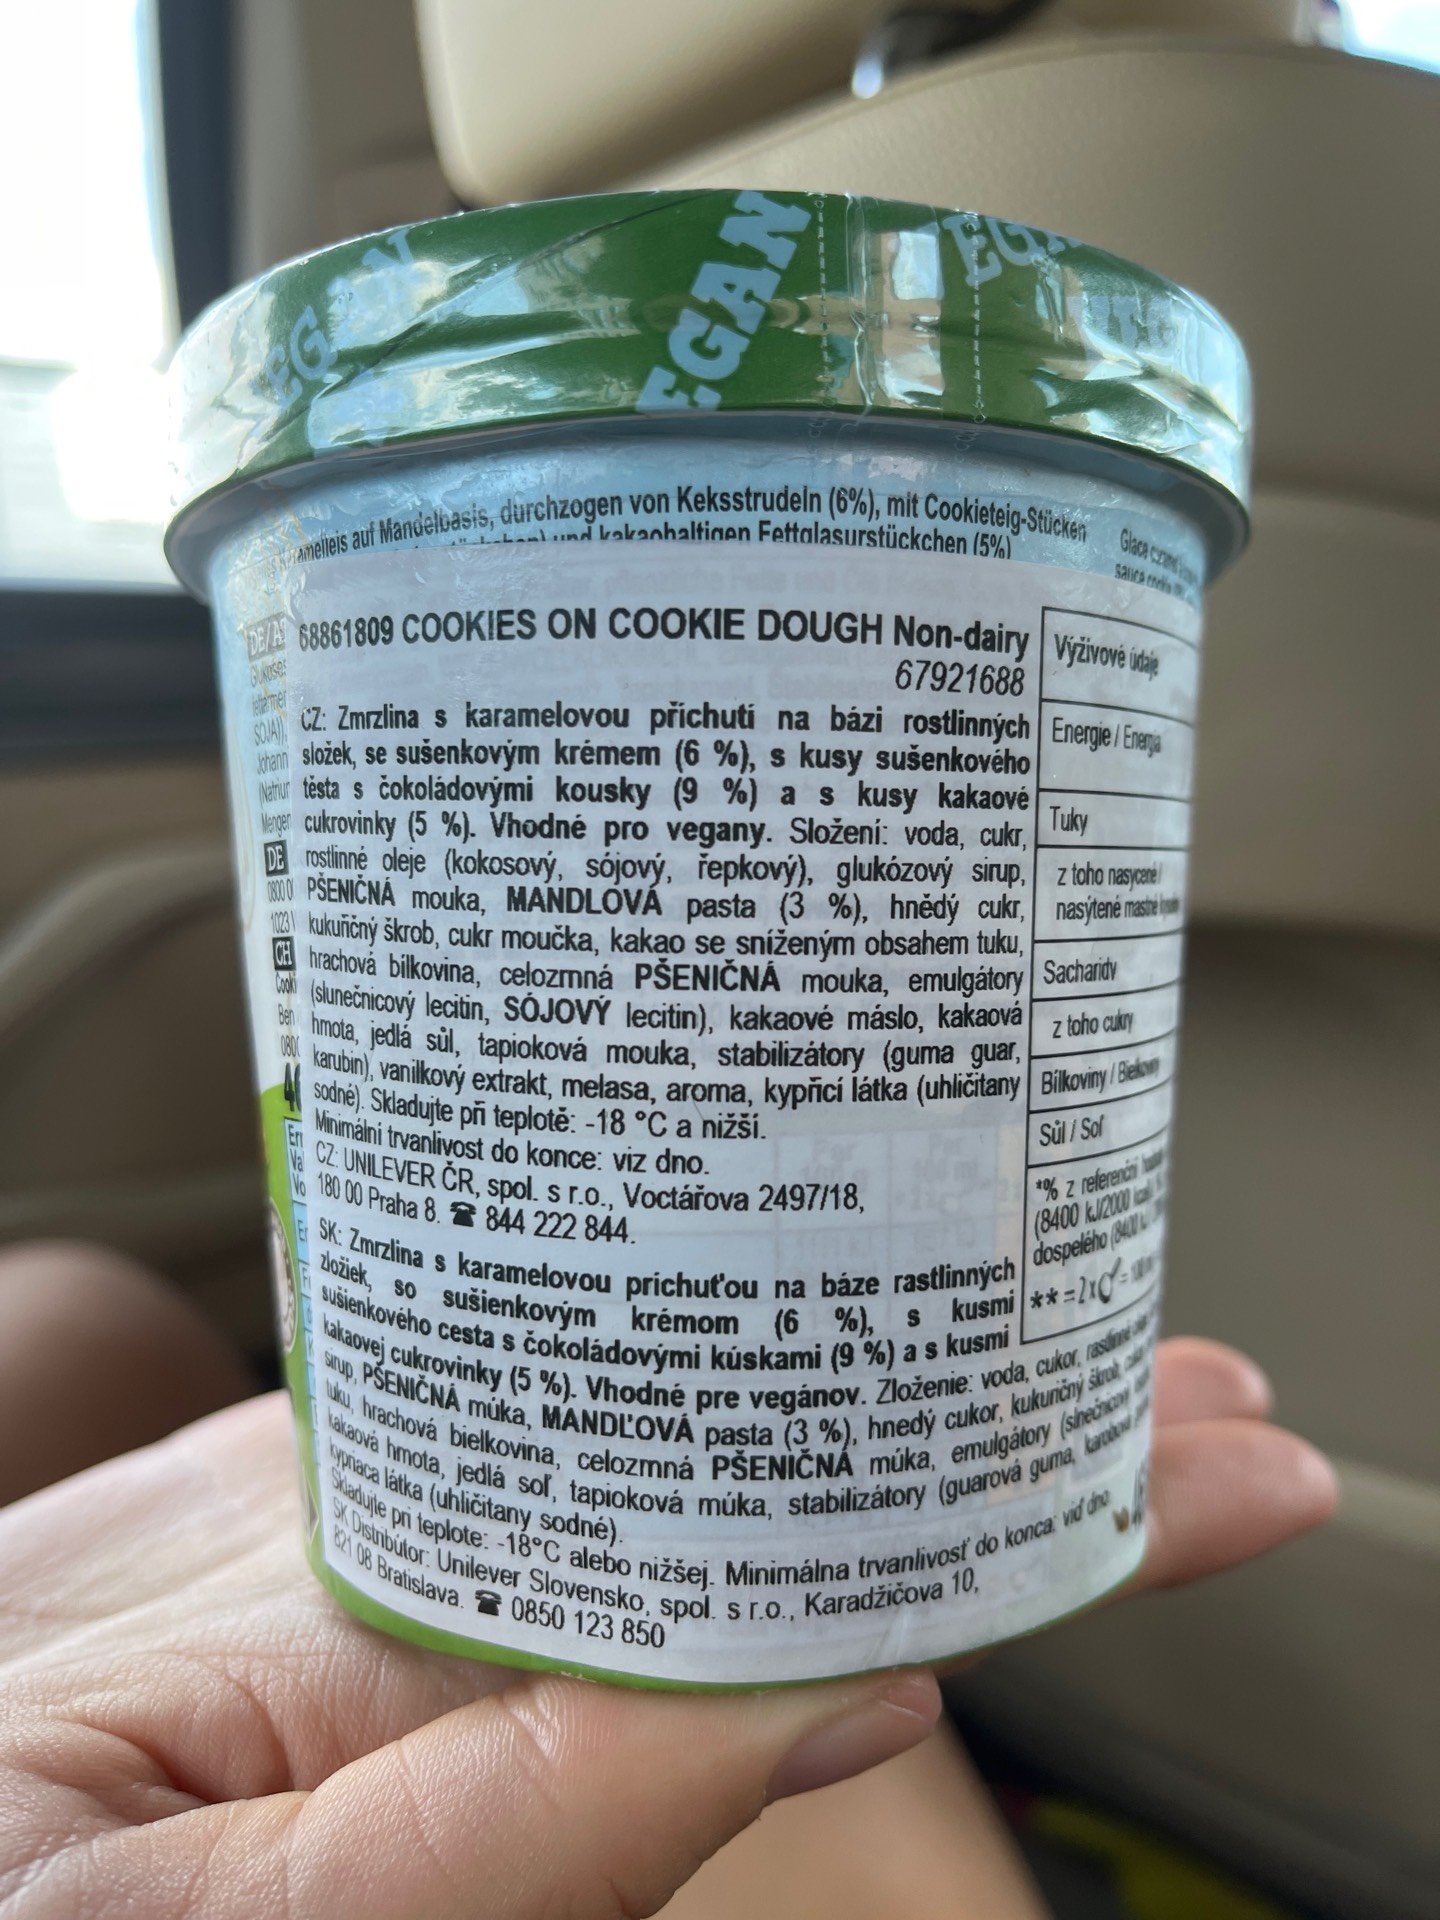 EGAN
EGAN
auf Mandelbasis, durchzogen von Keksstrudeln (6%), mit Cookieteig-Stücken
und kakaohaltigen Fettglasurstückchen (5%)
Glace
sauce
68861809 COOKIES ON COOKIE DOUGH Non-dairy
67921688
CZ: Zmrzlina s karamelovou příchutí na bázi rostlinných
složek, se sušenkovým krémem (6 %), s kusy sušenkového
těsta s čokoládovými kousky (9 %) a s kusy kakaové
cukrovinky (5 %). Vhodné pro vegany. Složení: voda, cukr,
rostlinné oleje (kokosový, sójový, řepkový), glukózový sirup,
PŠENIČNÁ mouka, MANDLOVÁ pasta (3 %), hnědý cukr,
kukuřičný škrob, cukr moučka, kakao se sníženým obsahem tuku,
hrachová bílkovina, celozrnná PŠENIČNÁ mouka, emulgátory
(slunečnicový lecitin, SÓJOVÝ lecitin), kakaové máslo, kakaová
hmota, jedlá sůl, tapioková mouka, stabilizátory (guma guar,
karubin), vanilkový extrakt, melasa, aroma, kypřicí látka (uhličitany
sodné). Skladujte při teplotě: -18 °C a nižší.
Minimální trvanlivost do konce: viz dno.
CZ: UNILEVER ČR, spol. s r.o., Voctářova 2497/18,
180 00 Praha 8. ☎ 844 222 844.
SK: Zmrzlina s karamelovou príchuťou na báze rastlinných
zložiek, so sušienkovým krémom (6 %), s kusmi
sušienkového cesta s čokoládovými kúskami (9 %) a s kusmi
kakaovej cukrovinky (5 %). Vhodné pre vegánov. Zloženie: voda, cukor,
sirup, PŠENIČNÁ múka, MANDĽOVÁ pasta (3 %), hnedý cukor, kukuričný škrob,
tuku, hrachová bielkovina, celozrnná PŠENIČNÁ múka, emulgátory (slnečnicový
kakaová hmota, jedlá soľ, tapioková múka, stabilizátory (guarová guma,
kypriaca látka (uhličitany sodné).
Skladujte pri teplote: -18°C alebo nižšej. Minimálna trvanlivosť do konca: viď dno.
SK Distribútor: Unilever Slovensko, spol. s r.o., Karadžičova 10,
821 08 Bratislava. ☎ 0850 123 850
Výživové údaje
Energie / Energia
Tuky
z toho nasycené /
nasýtené mastné
Sacharidy
z toho cukry
Bílkoviny / Bielkoviny
Sůl / Soľ
*% z referenční
(8400 kJ/2000
dospelého (8400
** = 2 x
DE
CH